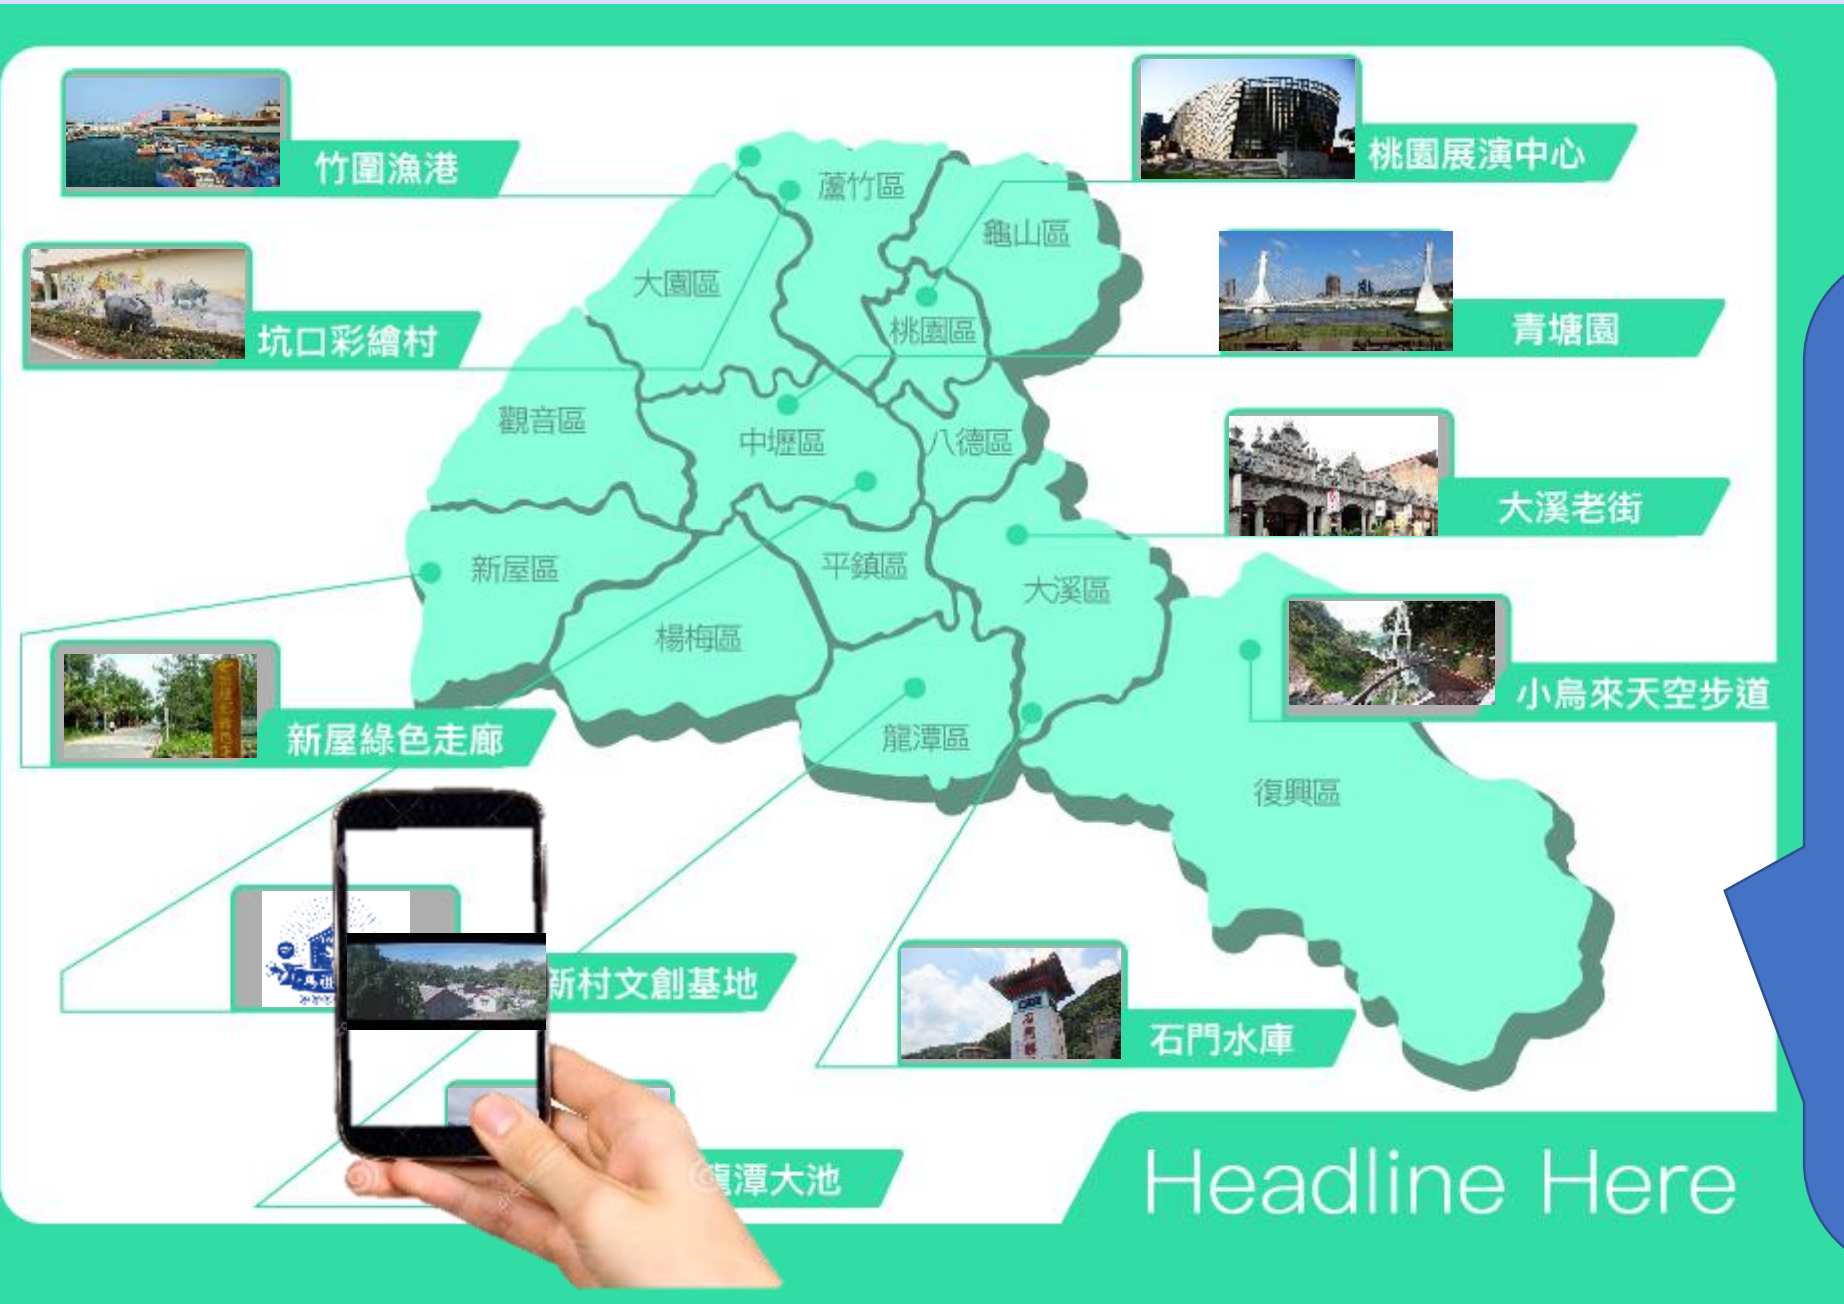 竹圍漁港
桃園展演中心
蘆竹區
龜山區
大園區
青塘園
坑口彩繪村
桃園區
觀音區
中壢區
八德區
大溪老街
新屋區
平鎮區
大溪區
楊梅區
小烏來天空步道
新屋綠色走廊
龍潭區
復興區
新村文創基地
石門水庫
龍潭大池
Headline Here